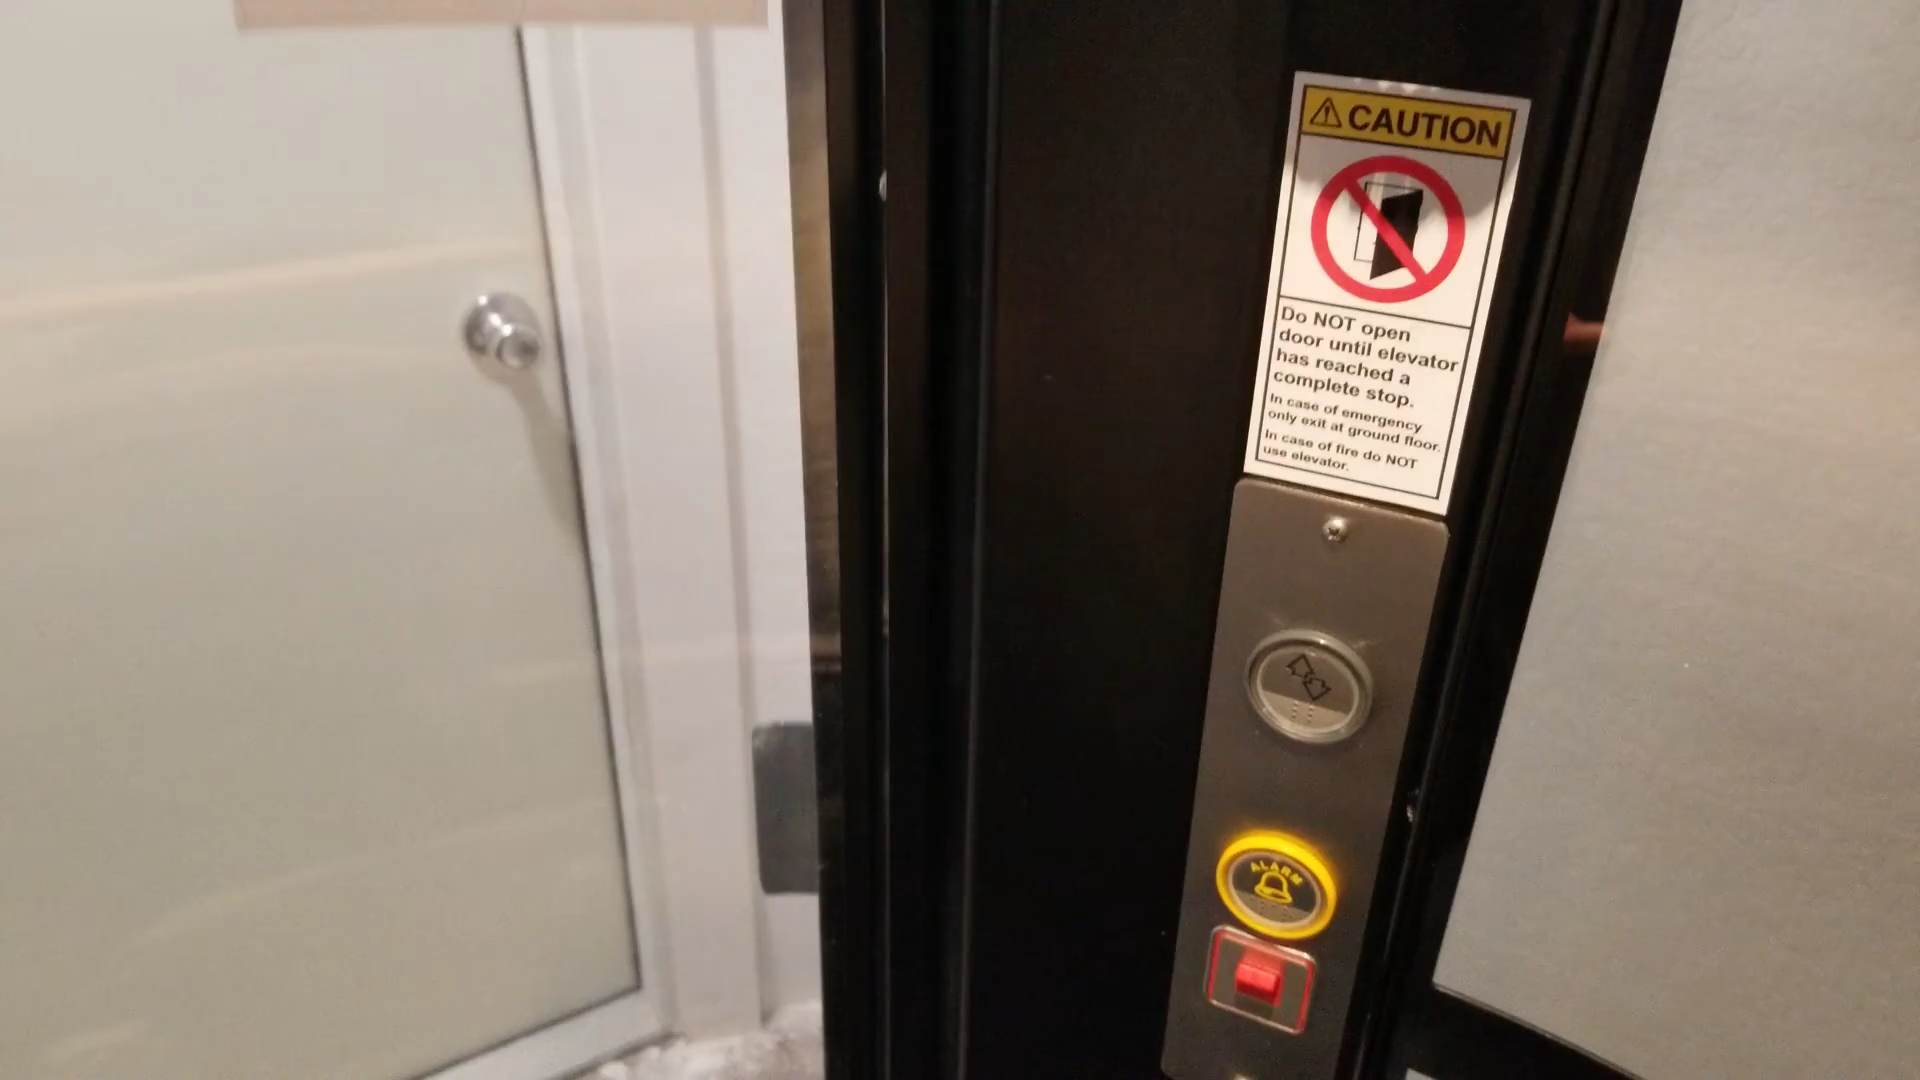 CAUTION
Do NOT open
door until elevator
has reached a
complete stop.
In case of emergency
only exit at ground floor.
In case of fire do NOT
use elevator.
ALARM